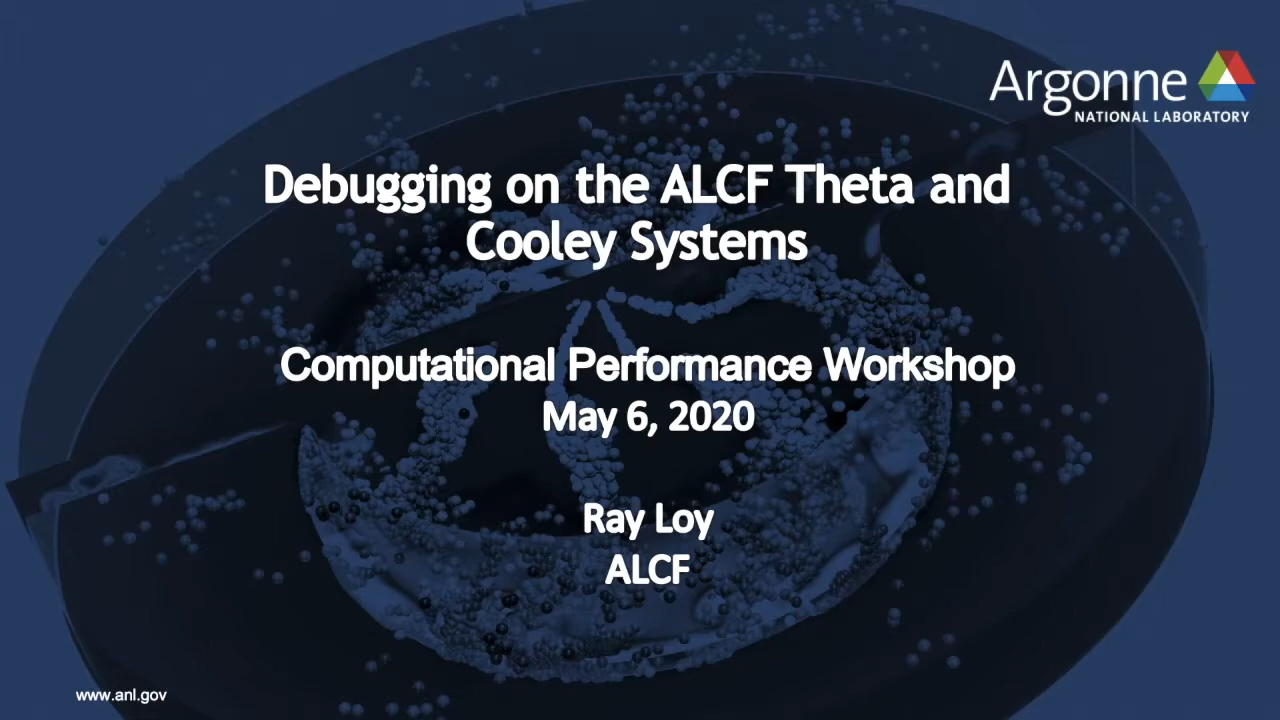 Argonne
NATIONAL LABORATORY
Debugging on the ALCF Theta and
Cooley Systems
Computational Performance Workshop
May 6, 2020
Ray Loy
ALCF
www.anl.gov